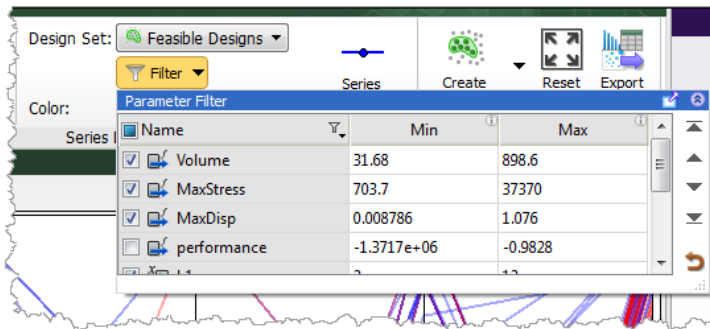 Design Set: Feasible Designs
Filter
Series Create Reset Export
Color:
Series
Parameter Filter
Name Min Max
Volume 31.68 898.6
MaxStress 703.7 37370
MaxDisp 0.008786 1.076
performance -1.3717e+06 -0.9828